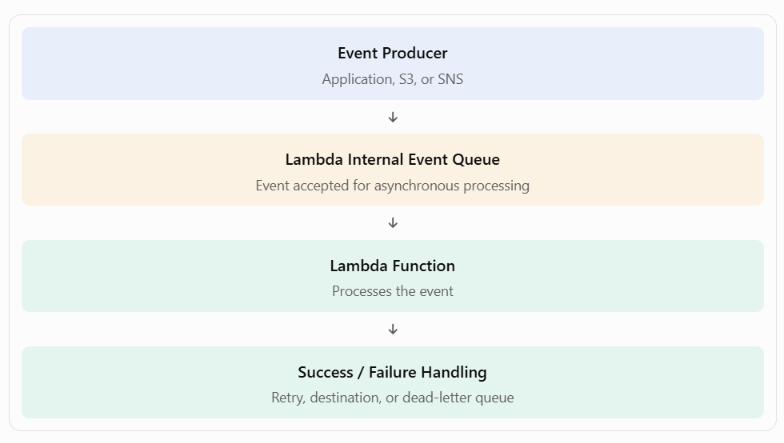 Event Producer
Application, S3, or SNS
↓
Lambda Internal Event Queue
Event accepted for asynchronous processing
↓
Lambda Function
Processes the event
↓
Success / Failure Handling
Retry, destination, or dead-letter queue